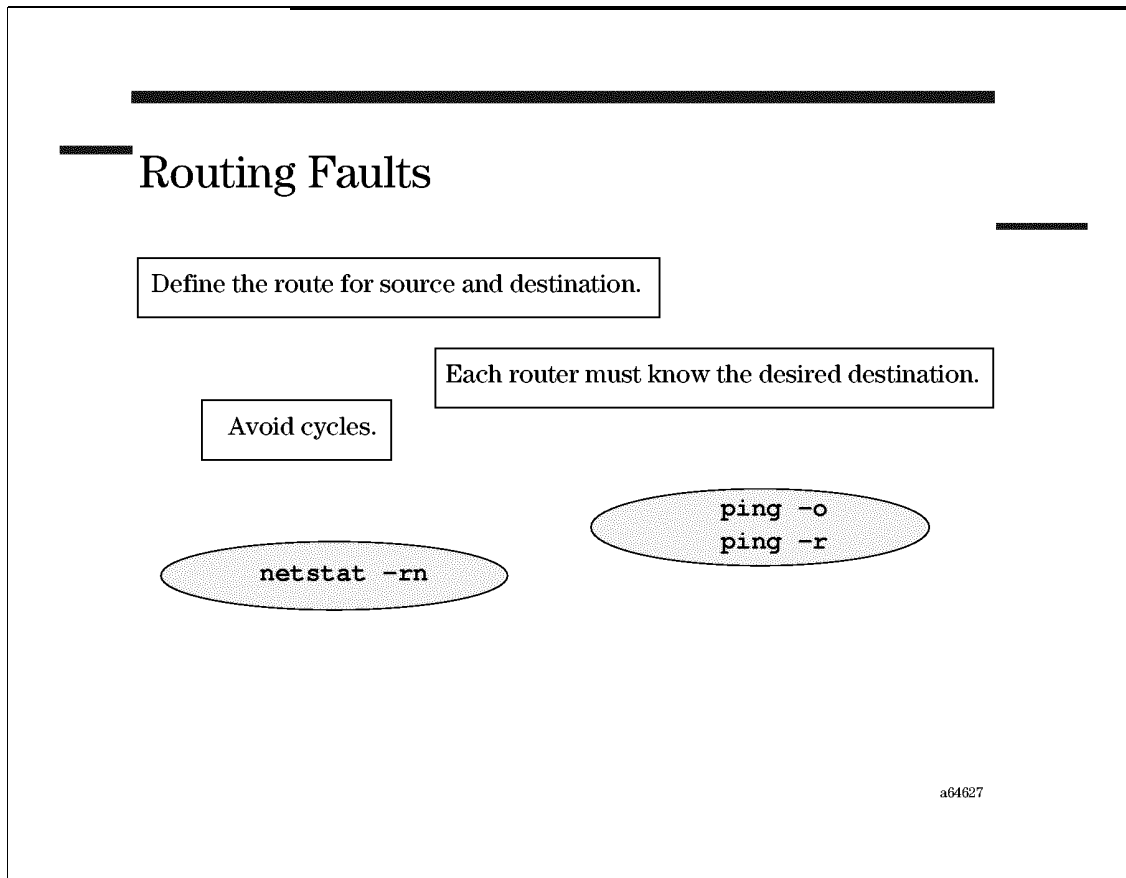 Routing Faults
Define the route for source and destination.
Each router must know the desired destination.
Avoid cycles.
ping -o
ping -r
netstat -rn
a64627